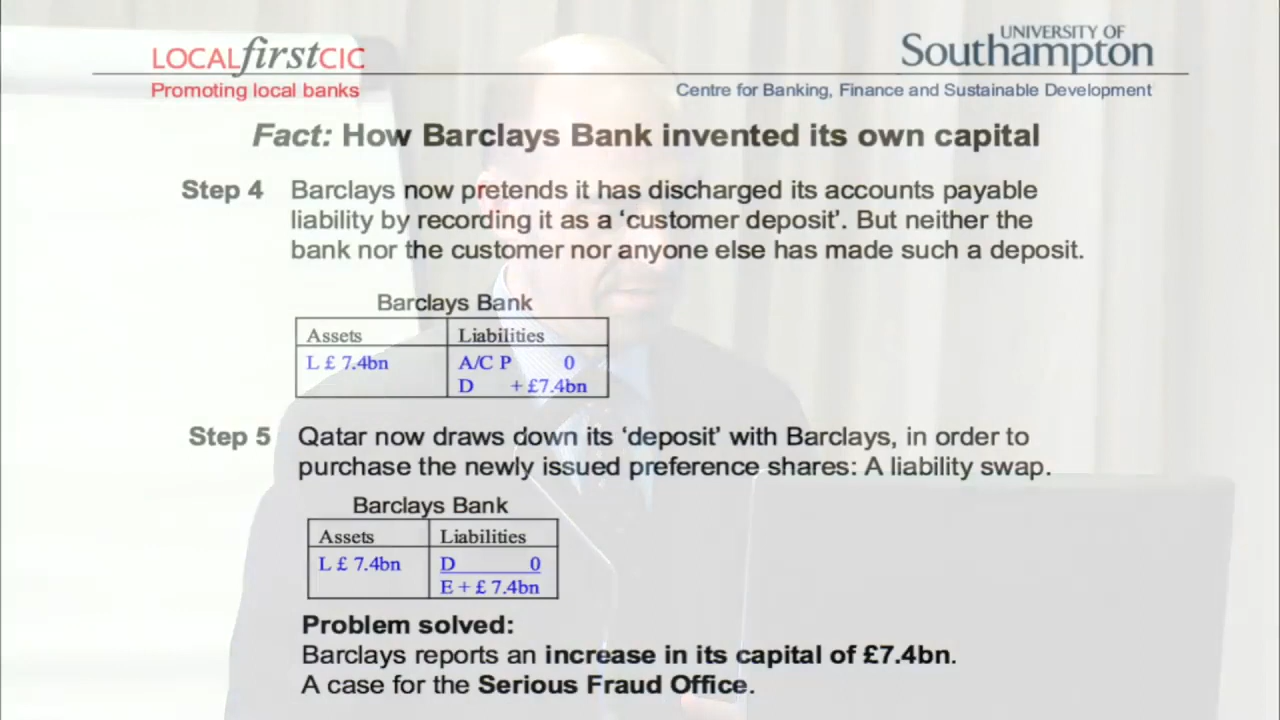 LOCALfirstCIC
Promoting local banks
UNIVERSITY OF
Southampton
Centre for Banking, Finance and Sustainable Development
Fact: How Barclays Bank invented its own capital
Step 4 Barclays now pretends it has discharged its accounts payable
liability by recording it as a ‘customer deposit’. But neither the
bank nor the customer nor anyone else has made such a deposit.
Barclays Bank
Assets Liabilities
L £ 7.4bn A/C P 0
D + £7.4bn
Step 5 Qatar now draws down its ‘deposit’ with Barclays, in order to
purchase the newly issued preference shares: A liability swap.
Barclays Bank
Assets Liabilities
L £ 7.4bn D 0
E + £ 7.4bn
Problem solved:
Barclays reports an increase in its capital of £7.4bn.
A case for the Serious Fraud Office.